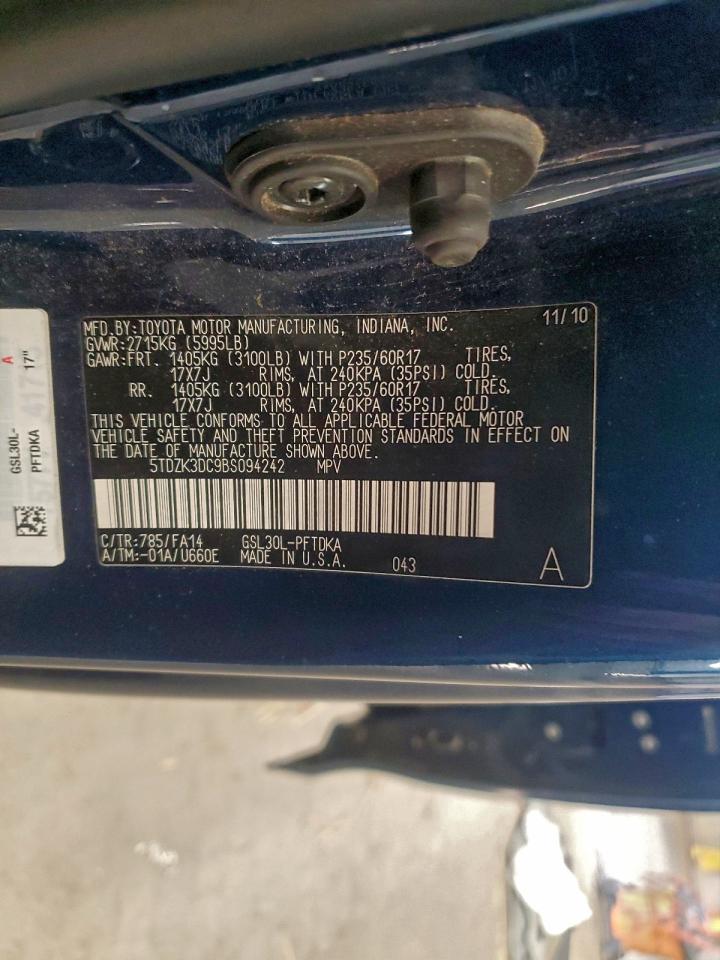 MFD. BY: TOYOTA MOTOR MANUFACTURING, INDIANA, INC. 11/10
GVWR: 2715KG (5995LB)
GAWR: FRT. 1405KG (3100LB) WITH P235/60R17 TIRES,
17X7J RIMS, AT 240KPA (35PSI) COLD.
RR. 1405KG (3100LB) WITH P235/60R17 TIRES,
17X7J RIMS, AT 240KPA (35PSI) COLD.
THIS VEHICLE CONFORMS TO ALL APPLICABLE FEDERAL MOTOR
VEHICLE SAFETY AND THEFT PREVENTION STANDARDS IN EFFECT ON
THE DATE OF MANUFACTURE SHOWN ABOVE.
5TDZK3DC9BS094242 MPV
C/TR: 785/FA14 GSL30L-PFTDKA
A/TM: -01A/U660E MADE IN U.S.A. 043 A
GSL30L-
PFTDKA
A
17"